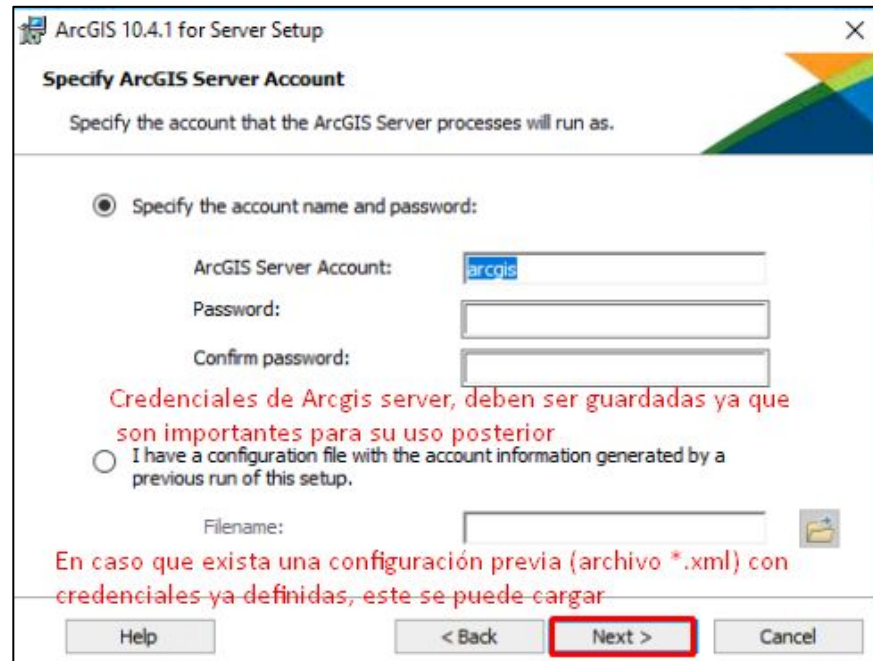 ArcGIS 10.4.1 for Server Setup
Specify ArcGIS Server Account
Specify the account that the ArcGIS Server processes will run as.
Specify the account name and password:
ArcGIS Server Account: arcgis
Password:
Confirm password:
Credenciales de Arcgis server, deben ser guardadas ya que
son importantes para su uso posterior
I have a configuration file with the account information generated by a
previous run of this setup.
Filename:
En caso que exista una configuración previa (archivo *.xml) con
credenciales ya definidas, este se puede cargar
Help < Back Next > Cancel